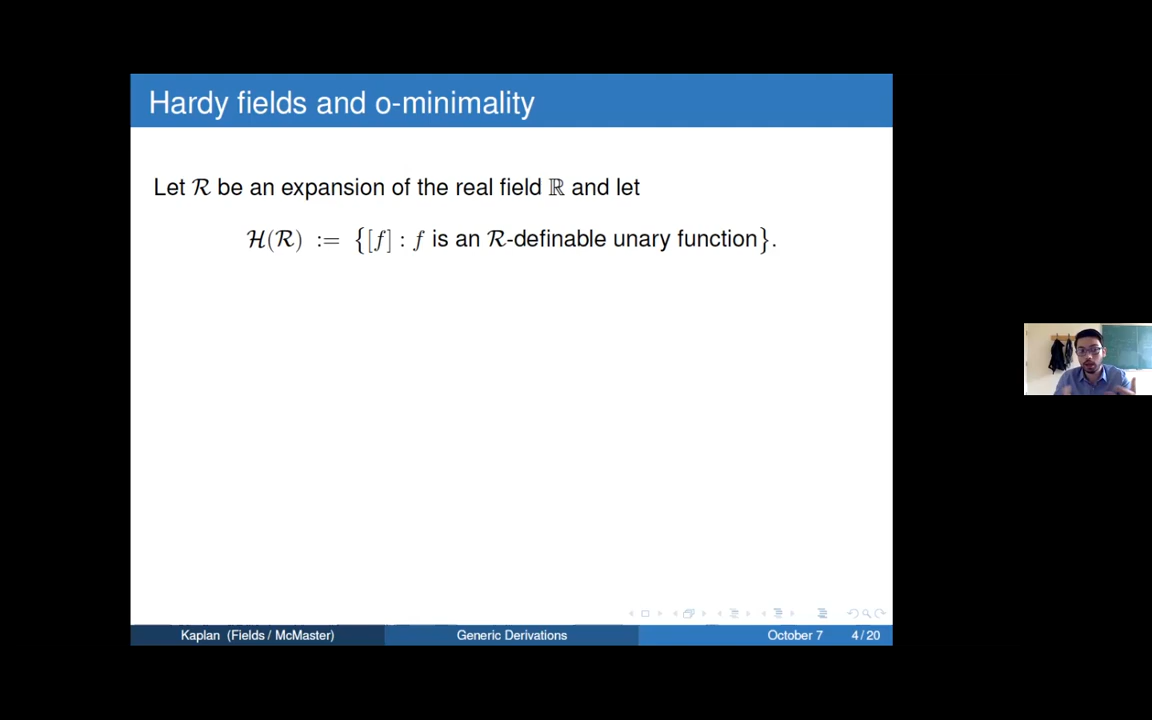 Hardy fields and o-minimality
Let ℛ be an expansion of the real field ℝ and let
ℋ(ℛ) := {[f] : f is an ℛ-definable unary function}.
Kaplan (Fields / McMaster)
Generic Derivations
October 7
4/20